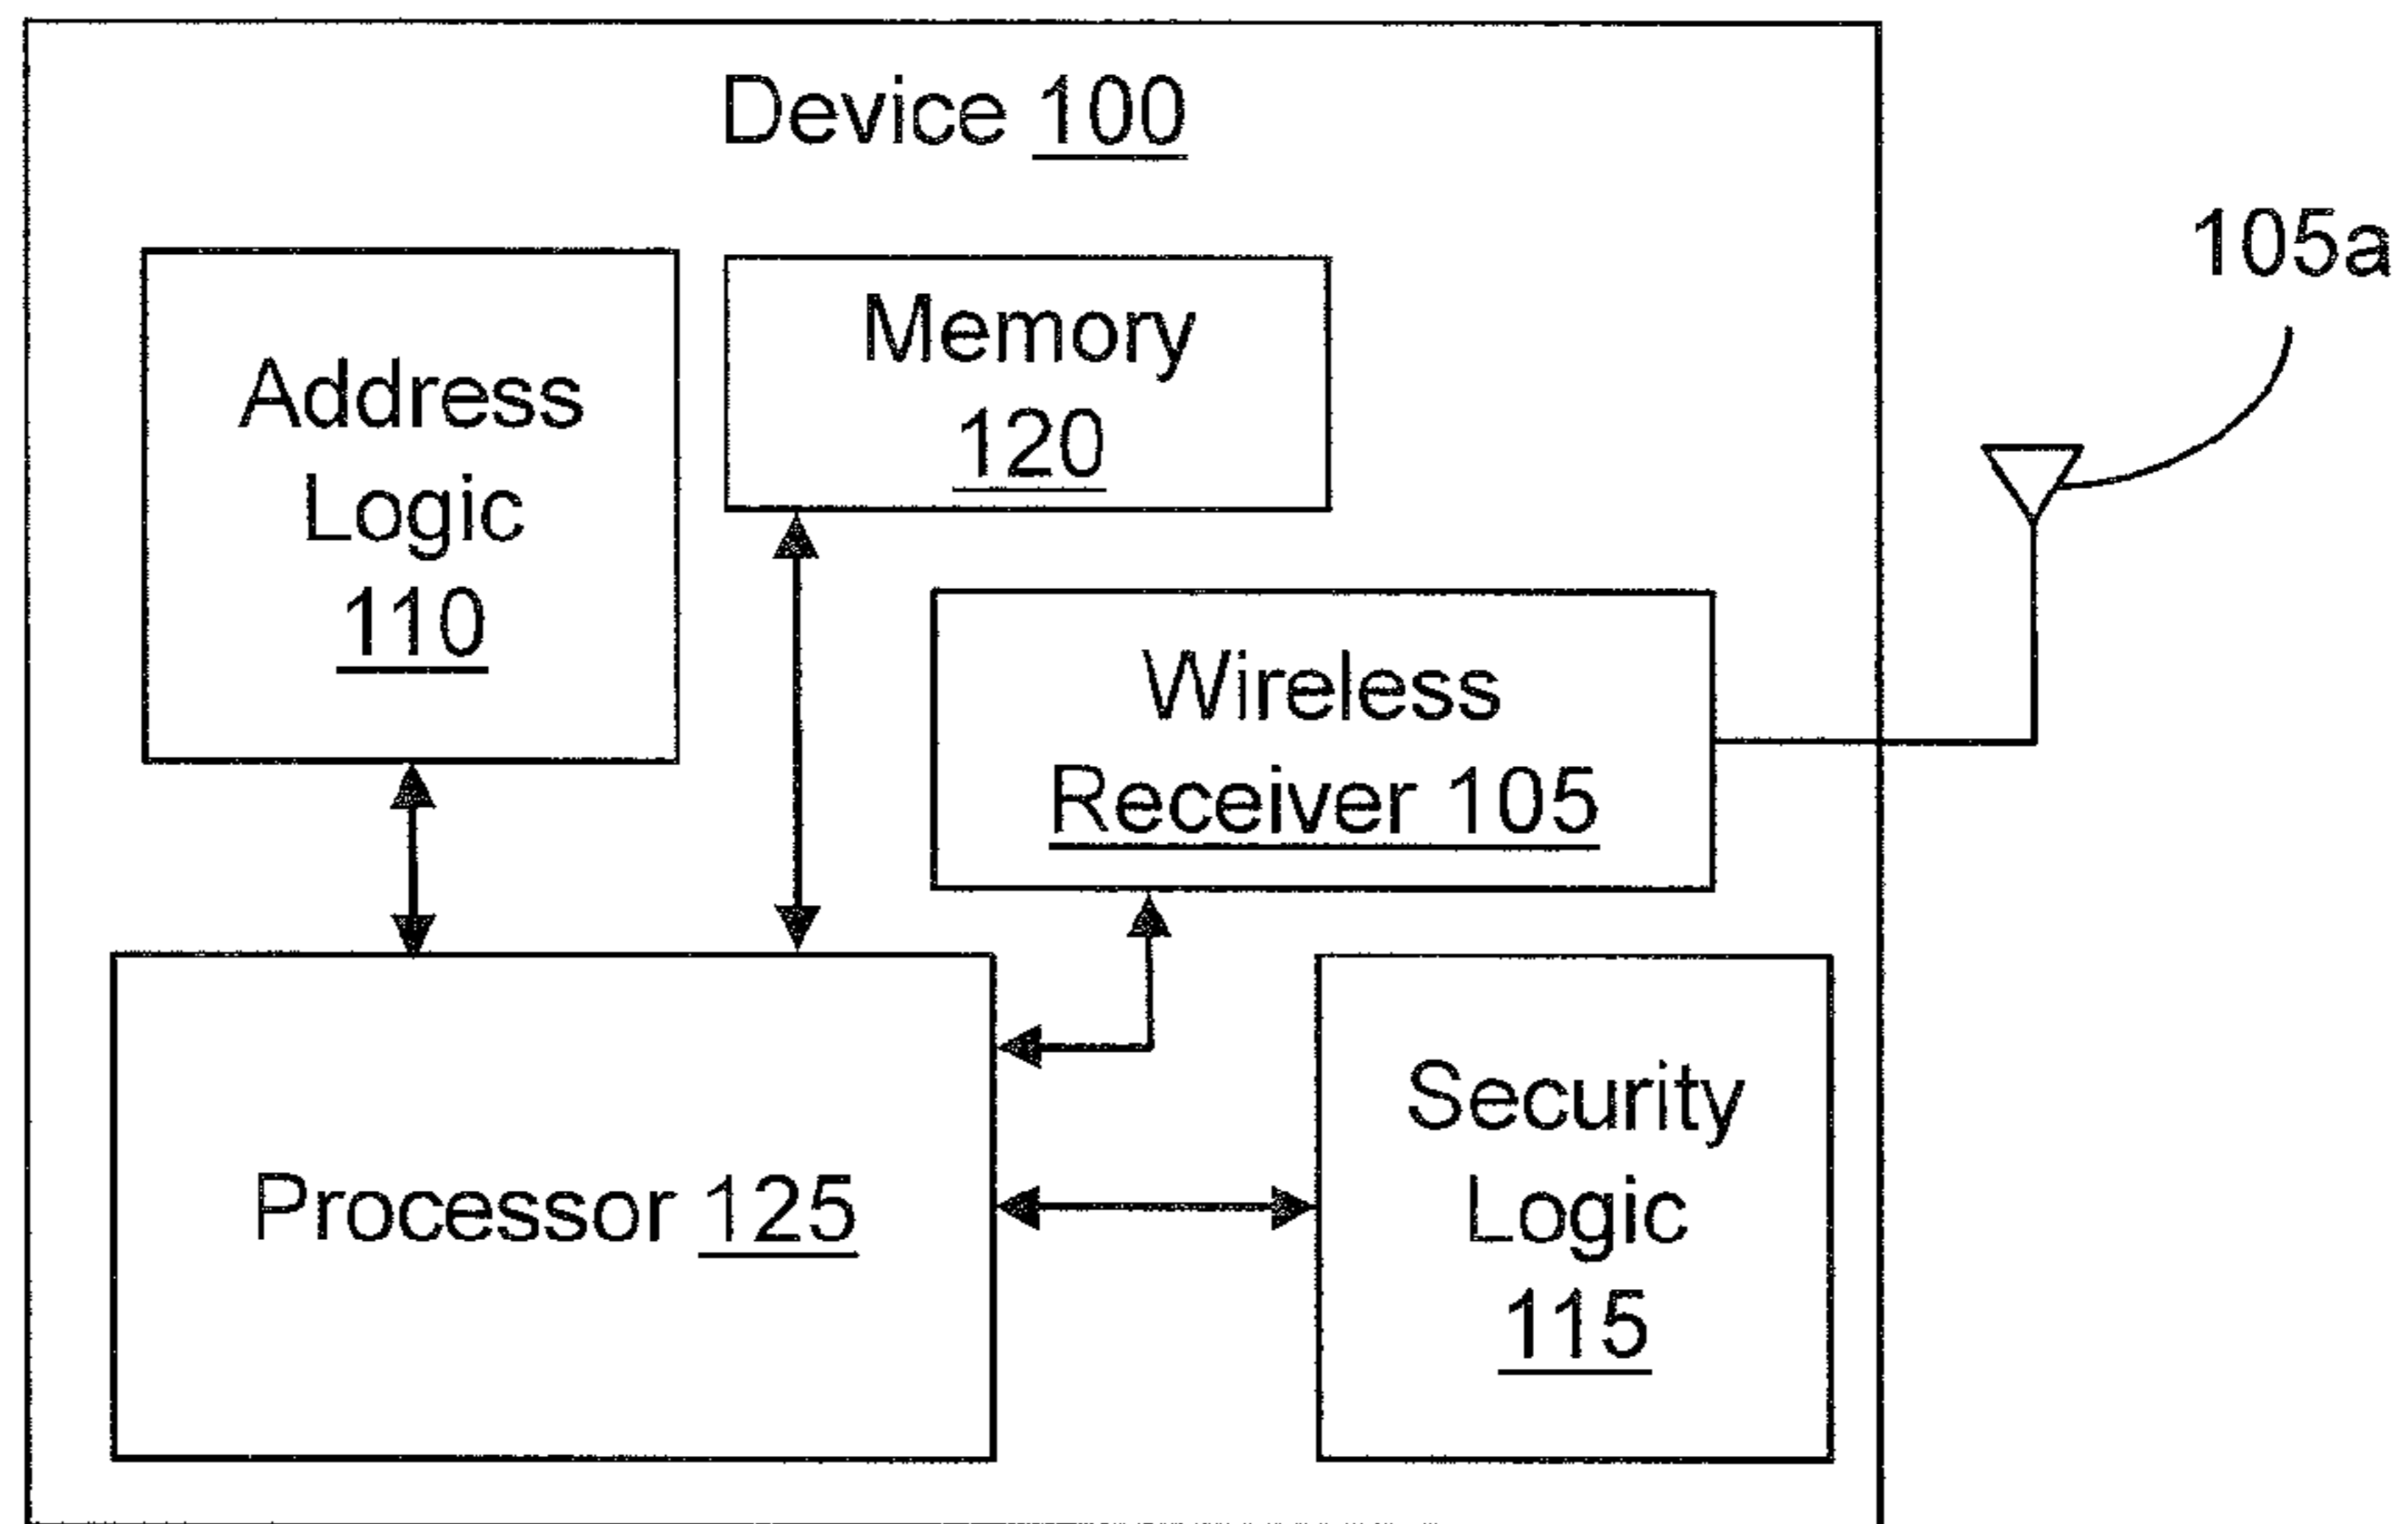 Device 100
105a
Address
Logic
110
Memory
120
Wireless
Receiver 105
Processor 125
Security
Logic
115